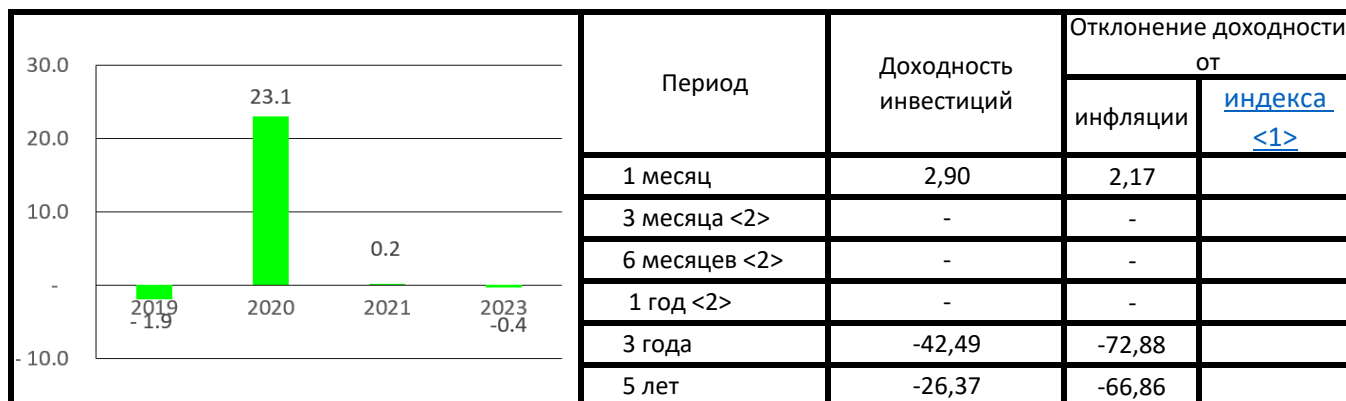 30.0
20.0
10.0
-
- 10.0
23.1
0.2
2019 2020 2021 2023
- 1.9
-0.4
Период
Доходность
инвестиций
Отклонение доходности
от
инфляции
индекса
<1>
1 месяц 2,90 2,17
3 месяца <2> - -
6 месяцев <2> - -
1 год <2> - -
3 года -42,49 -72,88
5 лет -26,37 -66,86